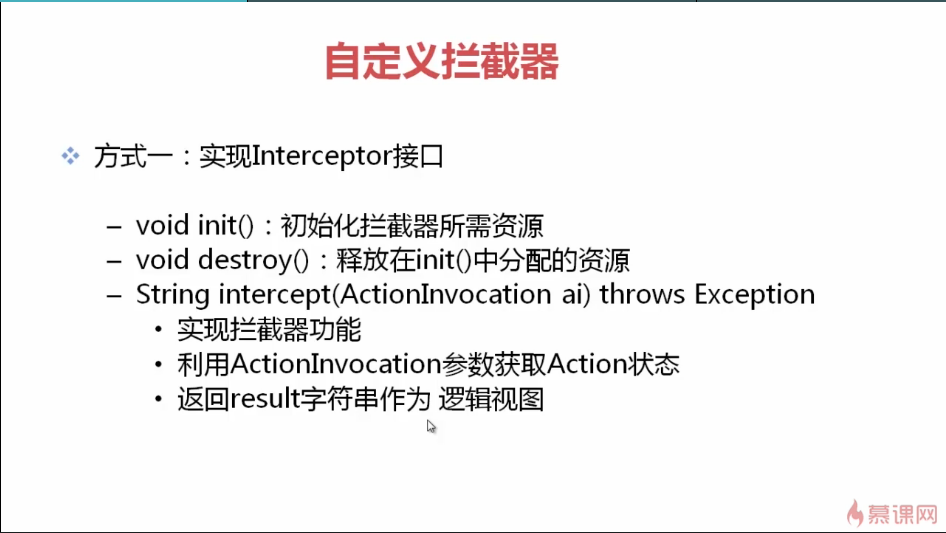 自定义拦截器
方式一：实现Interceptor接口
– void init()：初始化拦截器所需资源
– void destroy()：释放在init()中分配的资源
– String intercept(ActionInvocation ai) throws Exception
• 实现拦截器功能
• 利用ActionInvocation参数获取Action状态
• 返回result字符串作为 逻辑视图
慕课网